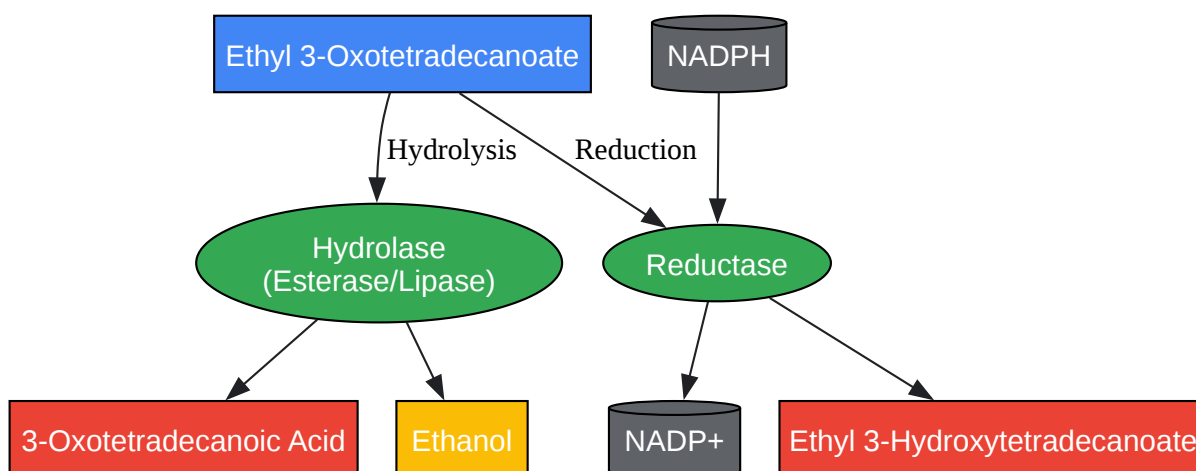 Ethyl 3-Oxotetradecanoate
NADPH
Hydrolysis
Reduction
Hydrolase
(Esterase/Lipase)
Reductase
3-Oxotetradecanoic Acid
Ethanol
NADP+
Ethyl 3-Hydroxytetradecanoate